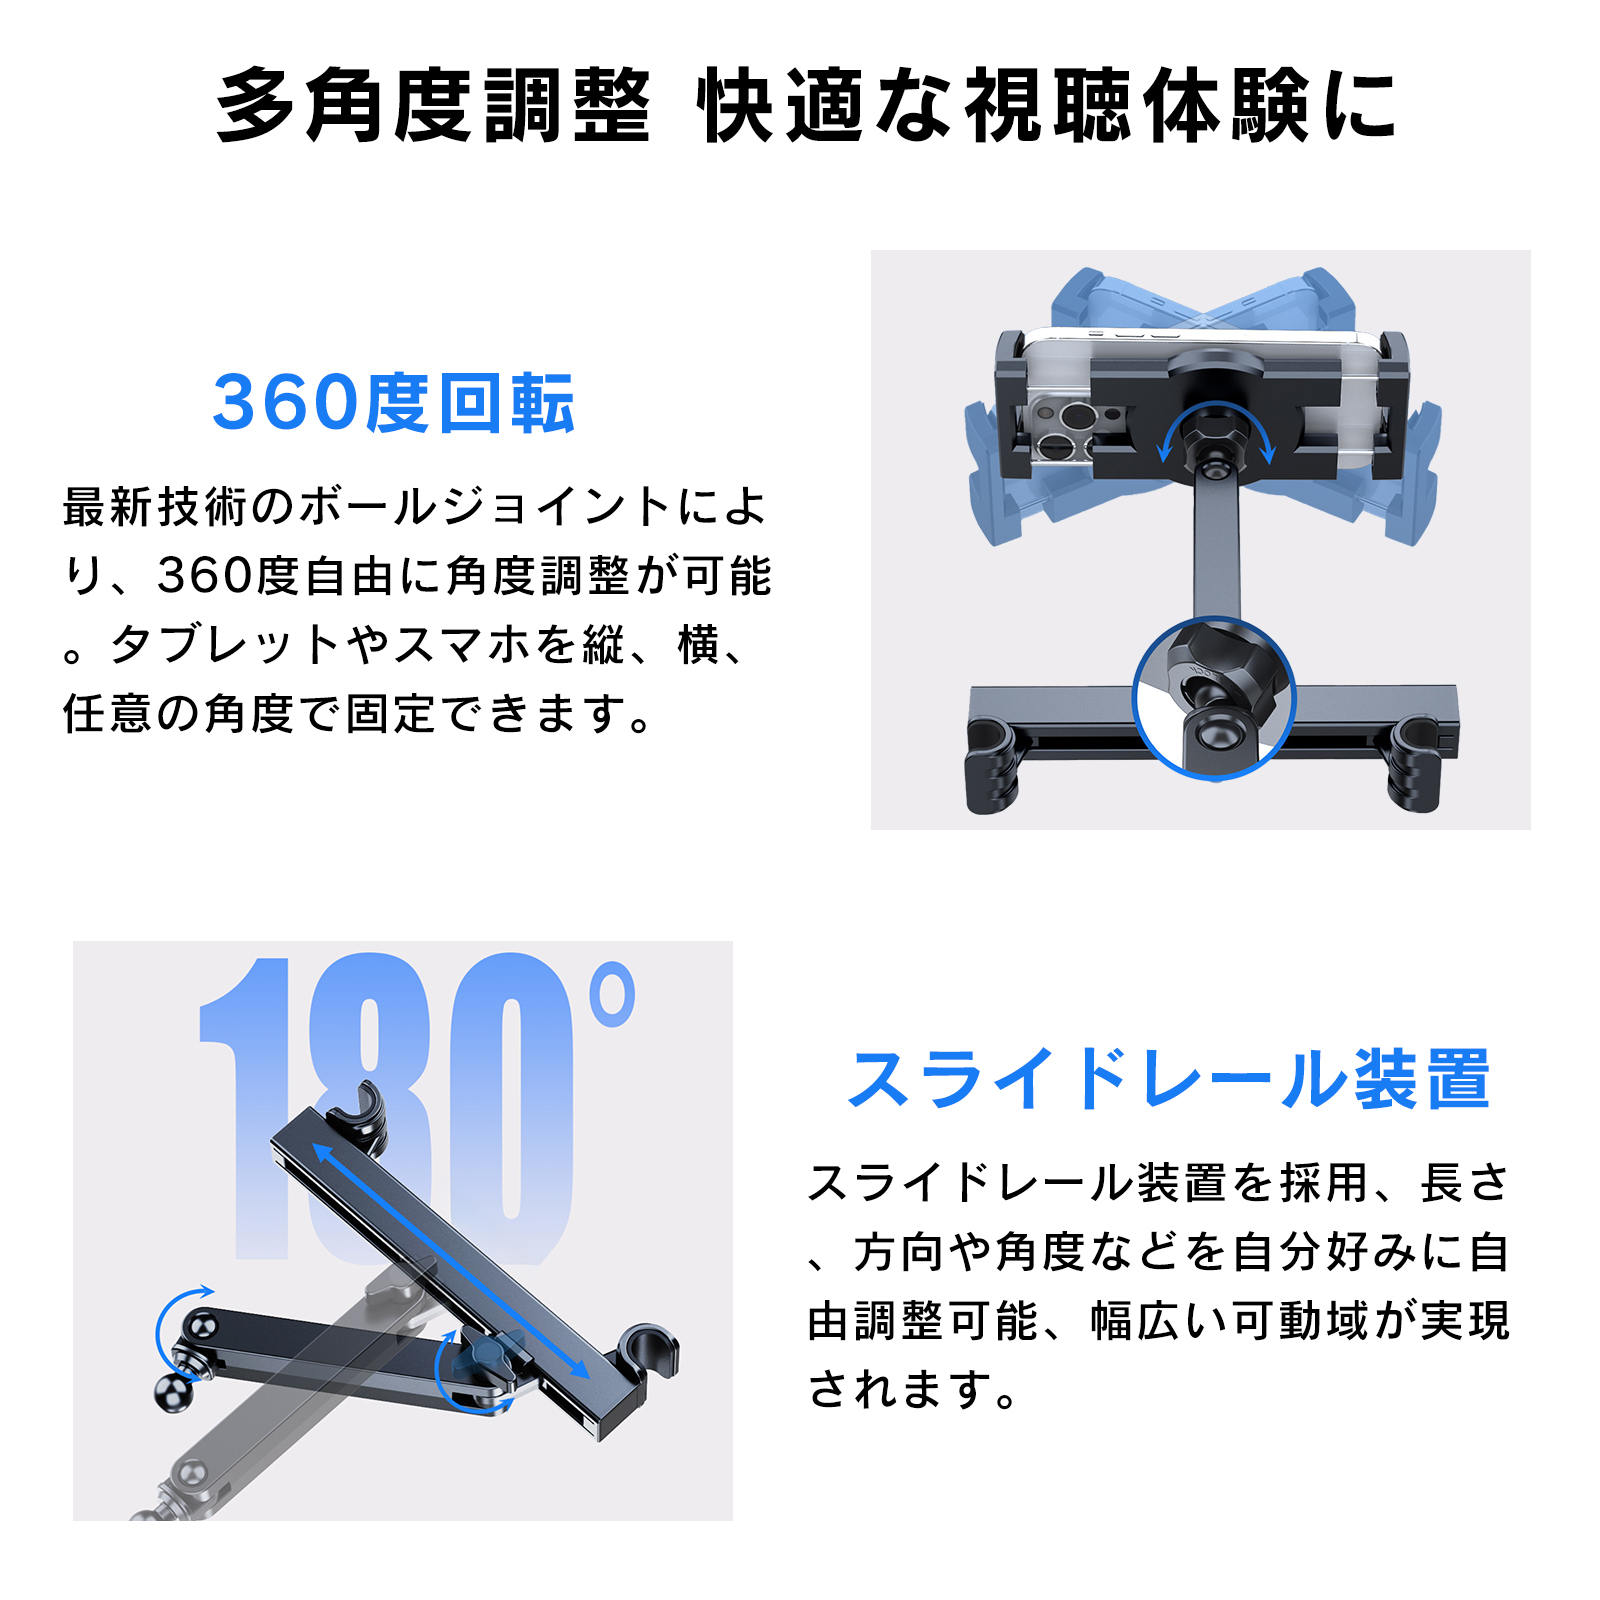 多角度調整 快適な視聴体験に
360度回転
最新技術のボールジョイントによ
り、360度自由に角度調整が可能
。タブレットやスマホを縦、横、
任意の角度で固定できます。
180°
スライドレール装置
スライドレール装置を採用、長さ
、方向や角度などを自分好みに自
由調整可能、幅広い可動域が実現
されます。